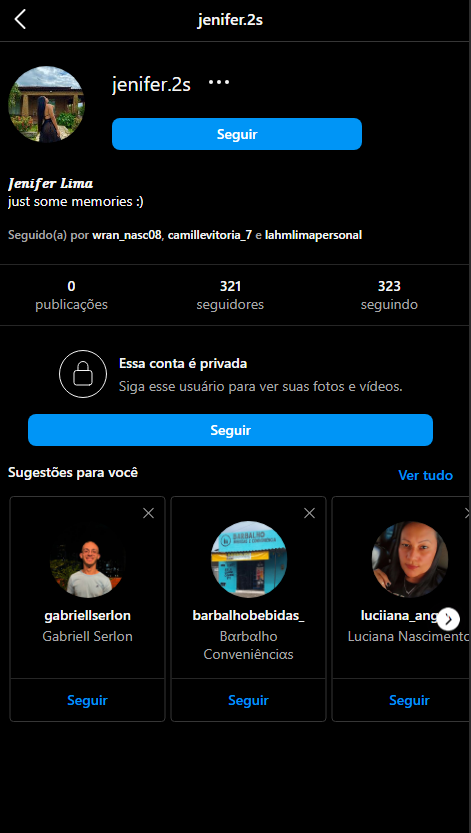 jenifer.2s
jenifer.2s
Seguir
Jenifer Lima
just some memories :)
Seguido(a) por wran_nasc08, camillevitoria_7 e lahmlimapersonal
0 321 323
publicações seguidores seguindo
Essa conta é privada
Siga esse usuário para ver suas fotos e vídeos.
Seguir
Sugestões para você Ver tudo
BARBALHO
gabriellserlon barbalhobebidas_ luciiana_ang
Gabriell Serlon Bαrbαlho Luciana Nascimento
Conveniênciαs
Seguir Seguir Seguir